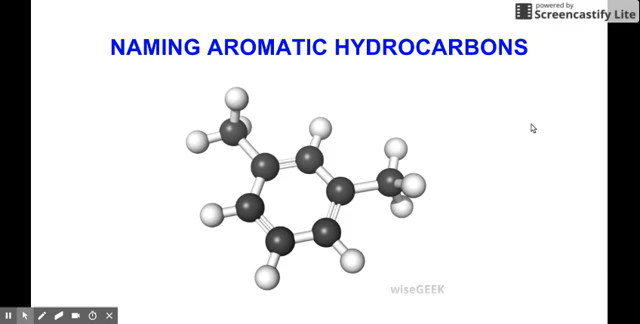 powered by
Screencastify Lite
NAMING AROMATIC HYDROCARBONS
wiseGEEK